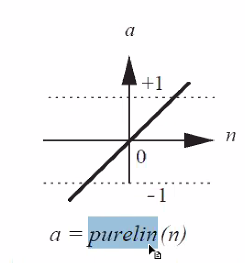 a
+1
n
0
-1
a = purelin(n)